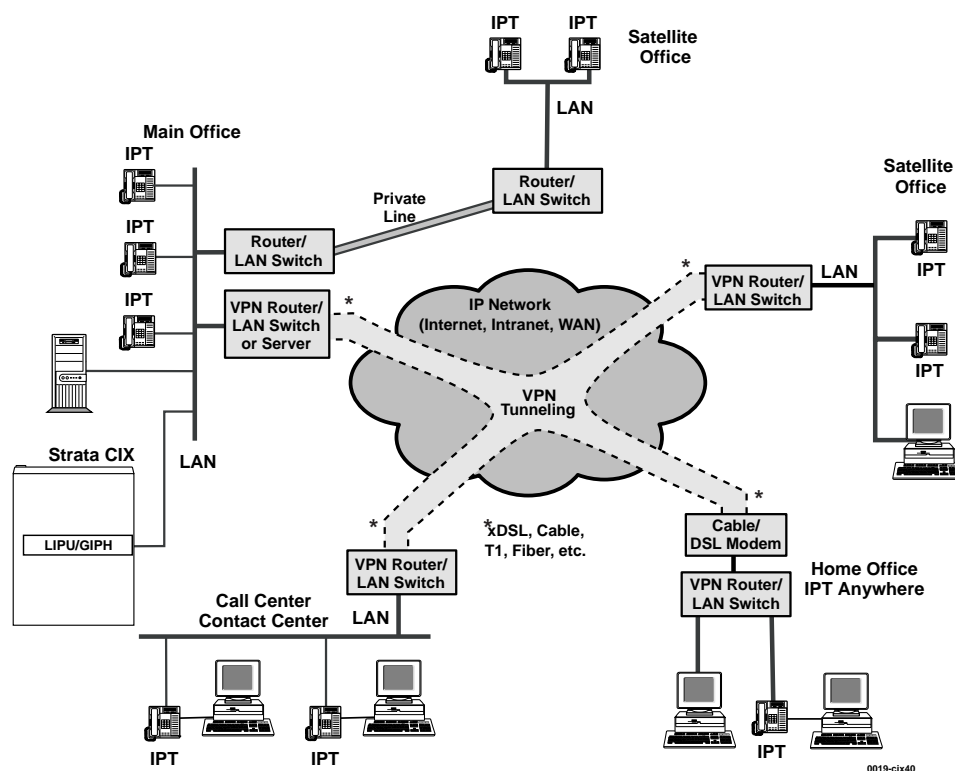 IPT
IPT
Satellite
Office
LAN
Main Office
IPT
IPT
IPT
Private
Line
Router/
LAN Switch
Router/
LAN Switch
VPN Router/
LAN Switch
or Server
*
IP Network
(Internet, Intranet, WAN)
VPN
Tunneling
*
VPN Router/
LAN Switch
LAN
Satellite
Office
IPT
IPT
LAN
Strata CIX
LIPU/GIPH
*
*xDSL, Cable,
T1, Fiber, etc.
VPN Router/
LAN Switch
LAN
Call Center
Contact Center
IPT
IPT
*
Cable/
DSL Modem
VPN Router/
LAN Switch
Home Office
IPT Anywhere
IPT
0019-cix40